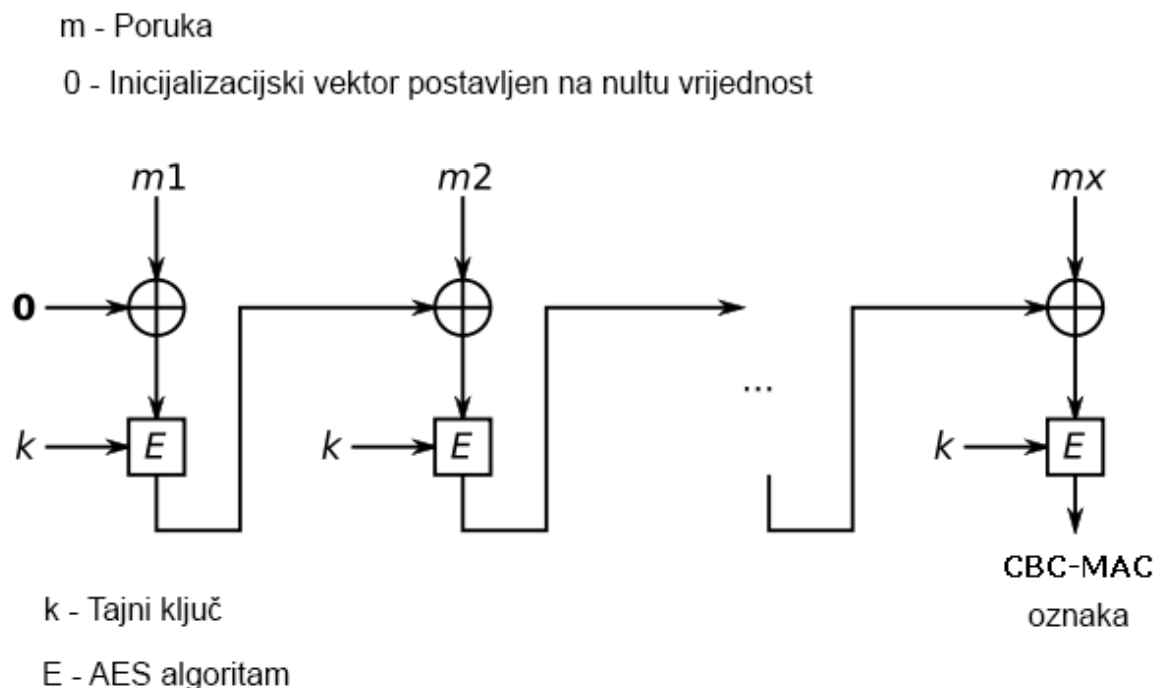 m - Poruka
0 - Inicijalizacijski vektor postavljen na nultu vrijednost
m1 m2 mx
0
...
k E k E k E
CBC-MAC
oznaka
k - Tajni ključ
E - AES algoritam